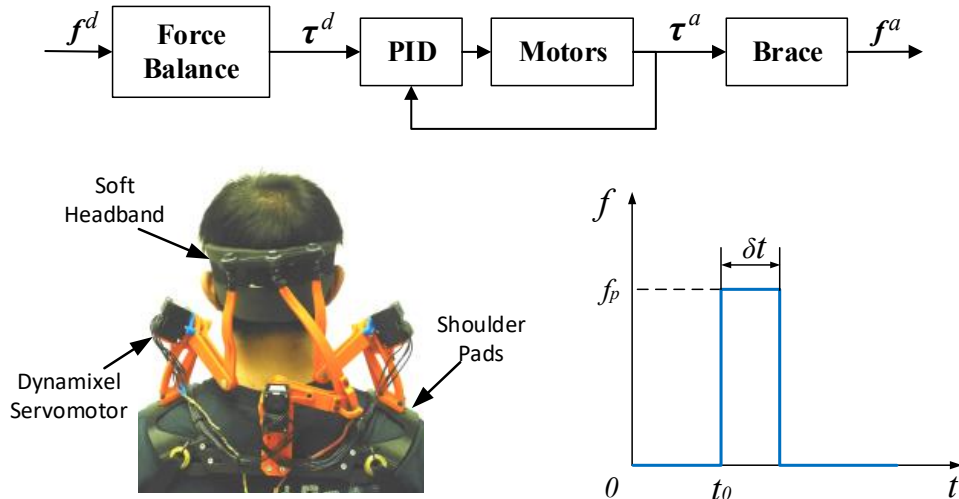 f^d
Force
Balance
τ^d
PID
Motors
τ^a
Brace
f^a
Soft
Headband
Dynamixel
Servomotor
Shoulder
Pads
f
δt
f_p
0
t_0
t